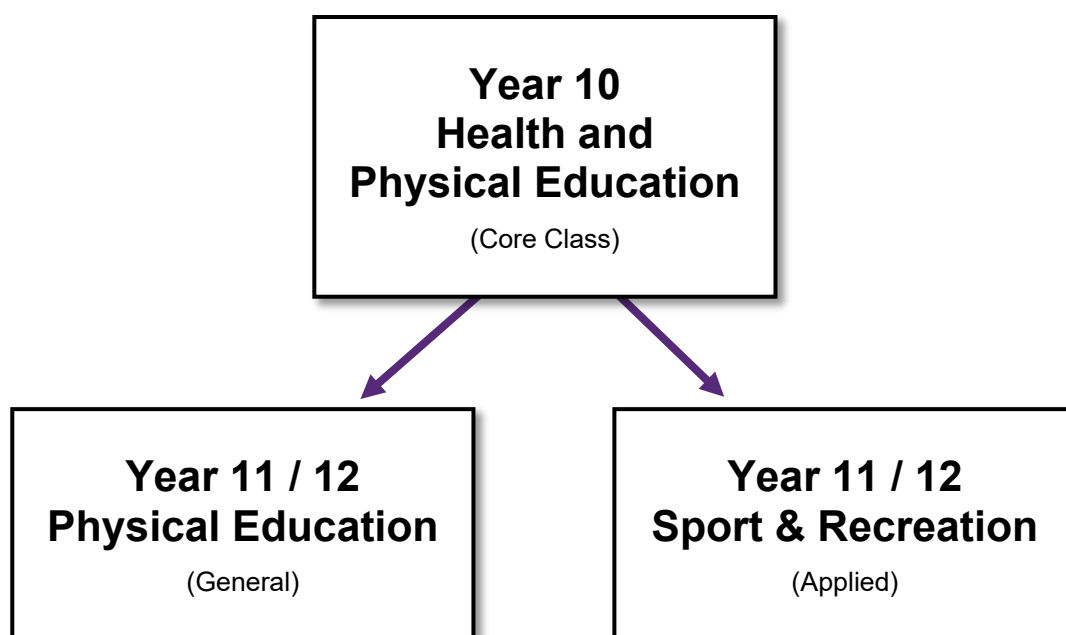 Year 10
Health and
Physical Education
(Core Class)
Year 11 / 12
Physical Education
(General)
Year 11 / 12
Sport & Recreation
(Applied)